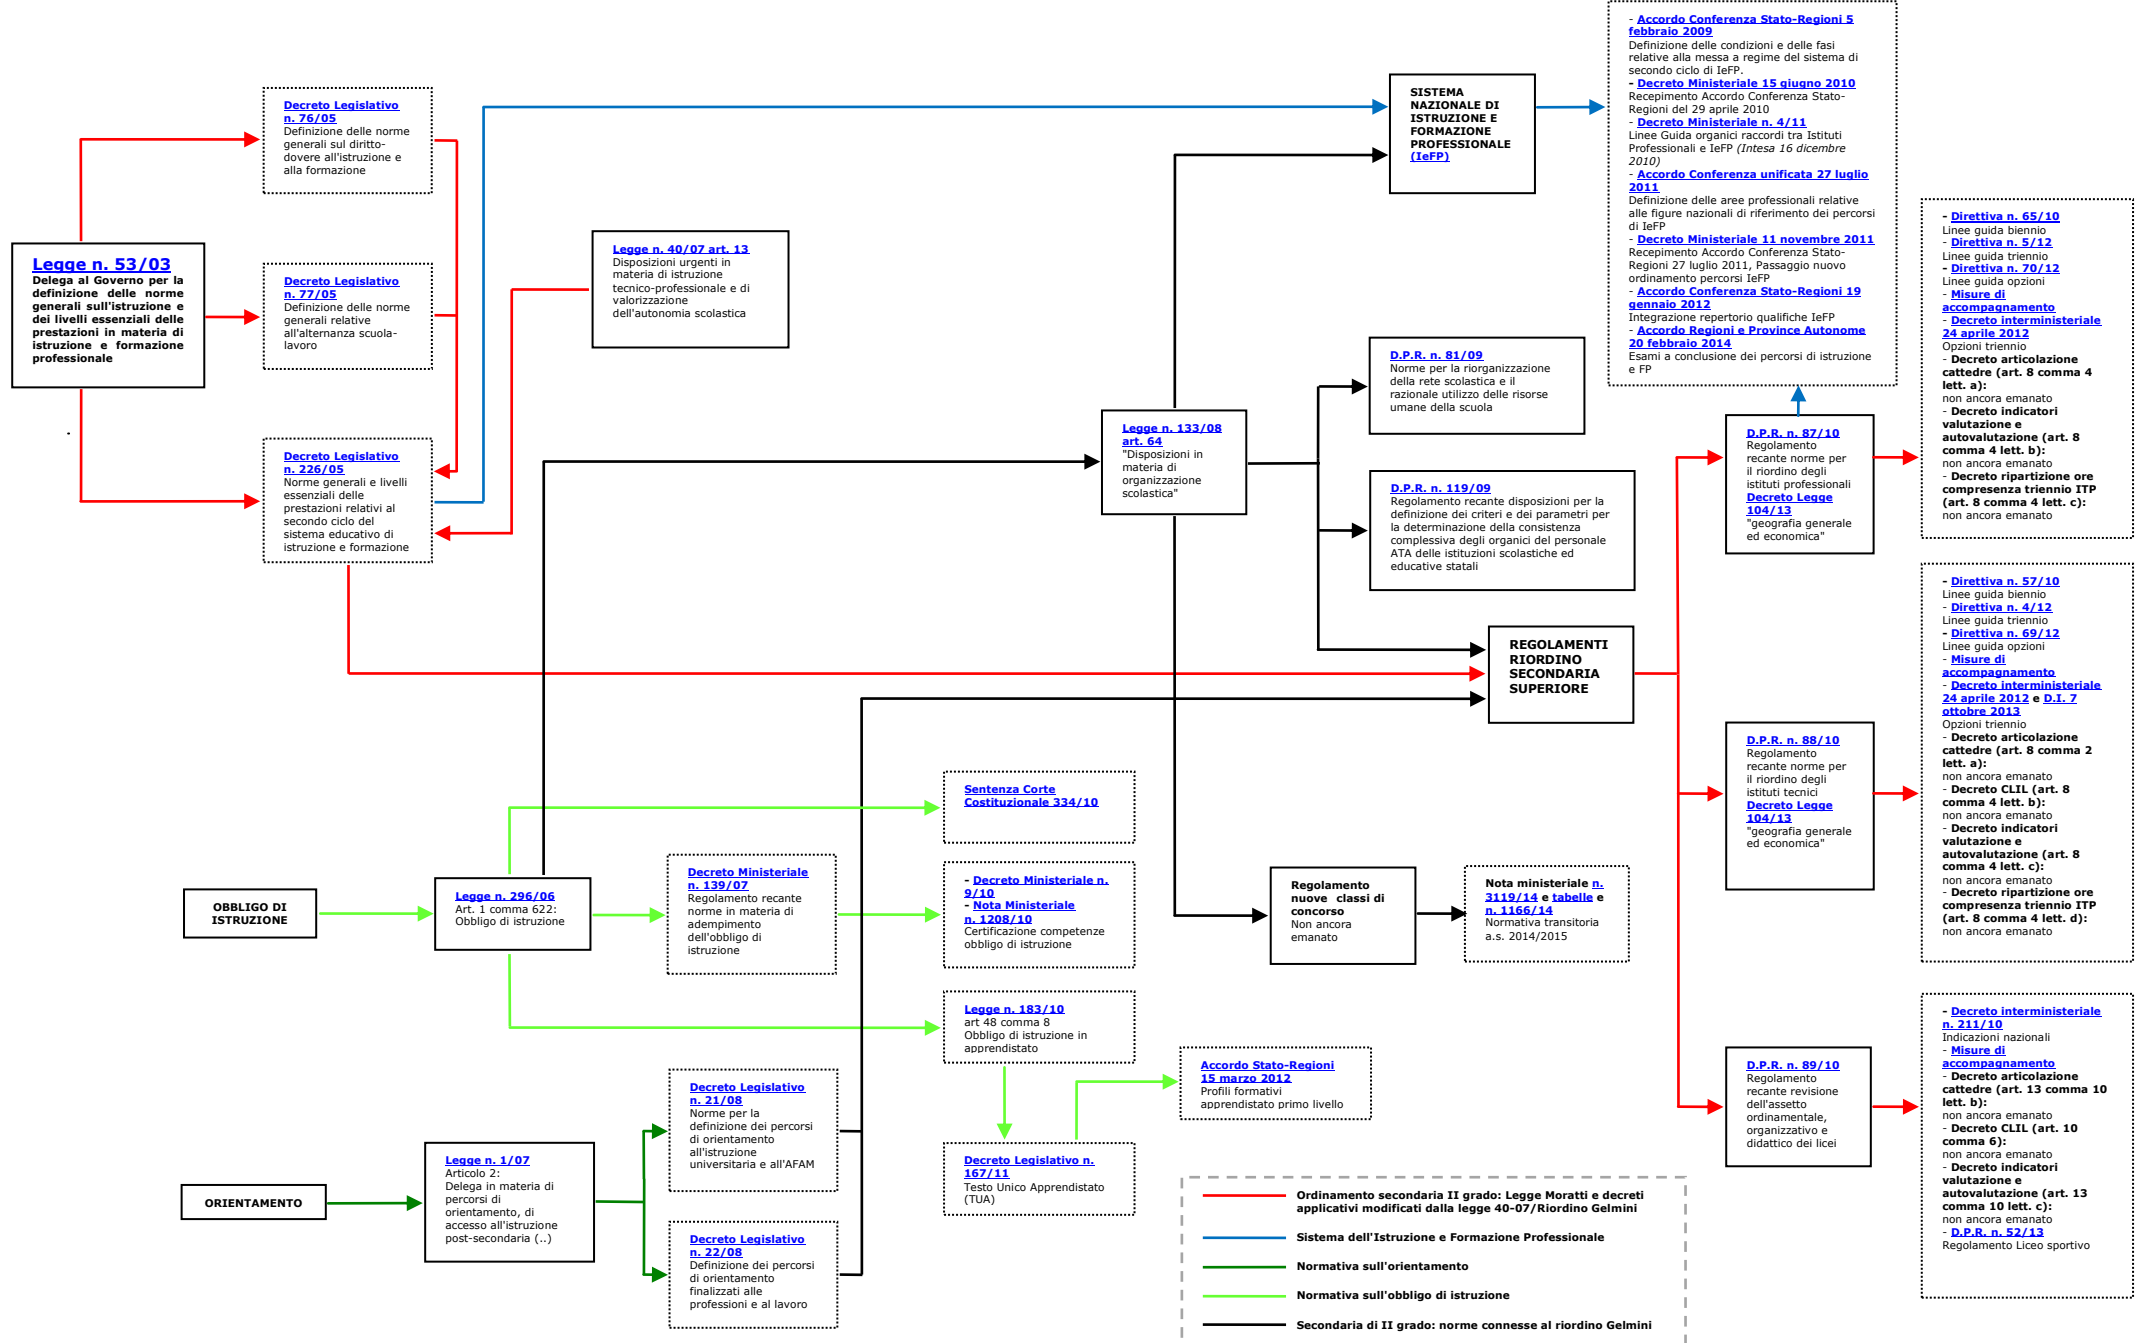 Legge n. 53/03
Delega al Governo per la
definizione delle norme
generali sull'istruzione e
dei livelli essenziali delle
prestazioni in materia di
istruzione e formazione
professionale
Decreto Legislativo
n. 76/05
Definizione delle norme
generali sul diritto-
dovere all'istruzione e
alla formazione
Decreto Legislativo
n. 77/05
Definizione delle norme
generali relative
all'alternanza scuola-
lavoro
Decreto Legislativo
n. 226/05
Norme generali e livelli
essenziali delle
prestazioni relativi al
secondo ciclo del
sistema educativo di
istruzione e formazione
Legge n. 40/07 art. 13
Disposizioni urgenti in
materia di istruzione
tecnico-professionale e di
valorizzazione
dell'autonomia scolastica
Legge n. 133/08
art. 64
"Disposizioni in
materia di
organizzazione
scolastica"
SISTEMA
NAZIONALE DI
ISTRUZIONE E
FORMAZIONE
PROFESSIONALE
(IeFP)
- Accordo Conferenza Stato-Regioni 5
febbraio 2009
Definizione delle condizioni e delle fasi
relative alla messa a regime del sistema di
secondo ciclo di IeFP.
- Decreto Ministeriale 15 giugno 2010
Recepimento Accordo Conferenza Stato-
Regioni del 29 aprile 2010
- Decreto Ministeriale n. 4/11
Linee Guida organici raccordi tra Istituti
Professionali e IeFP (Intesa 16 dicembre
2010)
- Accordo Conferenza unificata 27 luglio
2011
Definizione delle aree professionali relative
alle figure nazionali di riferimento dei percorsi
di IeFP
- Decreto Ministeriale 11 novembre 2011
Recepimento Accordo Conferenza Stato-
Regioni 27 luglio 2011, Passaggio nuovo
ordinamento percorsi IeFP
- Accordo Conferenza Stato-Regioni 19
gennaio 2012
Integrazione repertorio qualifiche IeFP
- Accordo Regioni e Province Autonome
20 febbraio 2014
Esami a conclusione dei percorsi di istruzione
e FP
D.P.R. n. 81/09
Norme per la riorganizzazione
della rete scolastica e il
razionale utilizzo delle risorse
umane della scuola
D.P.R. n. 119/09
Regolamento recante disposizioni per la
definizione dei criteri e dei parametri per
la determinazione della consistenza
complessiva degli organici del personale
ATA delle istituzioni scolastiche ed
educative statali
REGOLAMENTI
RIORDINO
SECONDARIA
SUPERIORE
D.P.R. n. 87/10
Regolamento
recante norme per
il riordino degli
istituti professionali
Decreto Legge
104/13
"geografia generale
ed economica"
- Direttiva n. 65/10
Linee guida biennio
- Direttiva n. 5/12
Linee guida triennio
- Direttiva n. 70/12
Linee guida opzioni
- Misure di
accompagnamento
- Decreto interministeriale
24 aprile 2012
Opzioni triennio
- Decreto articolazione
cattedre (art. 8 comma 4
lett. a):
non ancora emanato
- Decreto indicatori
valutazione e
autovalutazione (art. 8
comma 4 lett. b):
non ancora emanato
- Decreto ripartizione ore
compresenza triennio ITP
(art. 8 comma 4 lett. c):
non ancora emanato
D.P.R. n. 88/10
Regolamento
recante norme per
il riordino degli
istituti tecnici
Decreto Legge
104/13
"geografia generale
ed economica"
- Direttiva n. 57/10
Linee guida biennio
- Direttiva n. 4/12
Linee guida triennio
- Direttiva n. 69/12
Linee guida opzioni
- Misure di
accompagnamento
- Decreto interministeriale
24 aprile 2012 e D.I. 7
ottobre 2013
Opzioni triennio
- Decreto articolazione
cattedre (art. 8 comma 2
lett. a):
non ancora emanato
- Decreto CLIL (art. 8
comma 4 lett. b):
non ancora emanato
- Decreto indicatori
valutazione e
autovalutazione (art. 8
comma 4 lett. c):
non ancora emanato
- Decreto ripartizione ore
compresenza triennio ITP
(art. 8 comma 4 lett. d):
non ancora emanato
D.P.R. n. 89/10
Regolamento
recante revisione
dell'assetto
ordinamentale,
organizzativo e
didattico dei licei
- Decreto interministeriale
n. 211/10
Indicazioni nazionali
- Misure di
accompagnamento
- Decreto articolazione
cattedre (art. 13 comma 10
lett. b):
non ancora emanato
- Decreto CLIL (art. 10
comma 6):
non ancora emanato
- Decreto indicatori
valutazione e
autovalutazione (art. 13
comma 10 lett. c):
non ancora emanato
- D.P.R. n. 52/13
Regolamento Liceo sportivo
OBBLIGO DI
ISTRUZIONE
Legge n. 296/06
Art. 1 comma 622:
Obbligo di istruzione
Decreto Ministeriale
n. 139/07
Regolamento recante
norme in materia di
adempimento
dell'obbligo di
istruzione
Sentenza Corte
Costituzionale 334/10
- Decreto Ministeriale n.
9/10
- Nota Ministeriale
n. 1208/10
Certificazione competenze
obbligo di istruzione
Legge n. 183/10
art 48 comma 8
Obbligo di istruzione in
apprendistato
Decreto Legislativo n.
167/11
Testo Unico Apprendistato
(TUA)
Accordo Stato-Regioni
15 marzo 2012
Profili formativi
apprendistato primo livello
Regolamento
nuove classi di
concorso
Non ancora
emanato
Nota ministeriale n.
3119/14 e tabelle e
n. 1166/14
Normativa transitoria
a.s. 2014/2015
ORIENTAMENTO
Legge n. 1/07
Articolo 2:
Delega in materia di
percorsi di
orientamento, di
accesso all'istruzione
post-secondaria (..)
Decreto Legislativo
n. 21/08
Norme per la
definizione dei percorsi
di orientamento
all'istruzione
universitaria e all'AFAM
Decreto Legislativo
n. 22/08
Definizione dei percorsi
di orientamento
finalizzati alle
professioni e al lavoro
Ordinamento secondaria II grado: Legge Moratti e decreti
applicativi modificati dalla legge 40-07/Riordino Gelmini
Sistema dell'Istruzione e Formazione Professionale
Normativa sull'orientamento
Normativa sull'obbligo di istruzione
Secondaria di II grado: norme connesse al riordino Gelmini